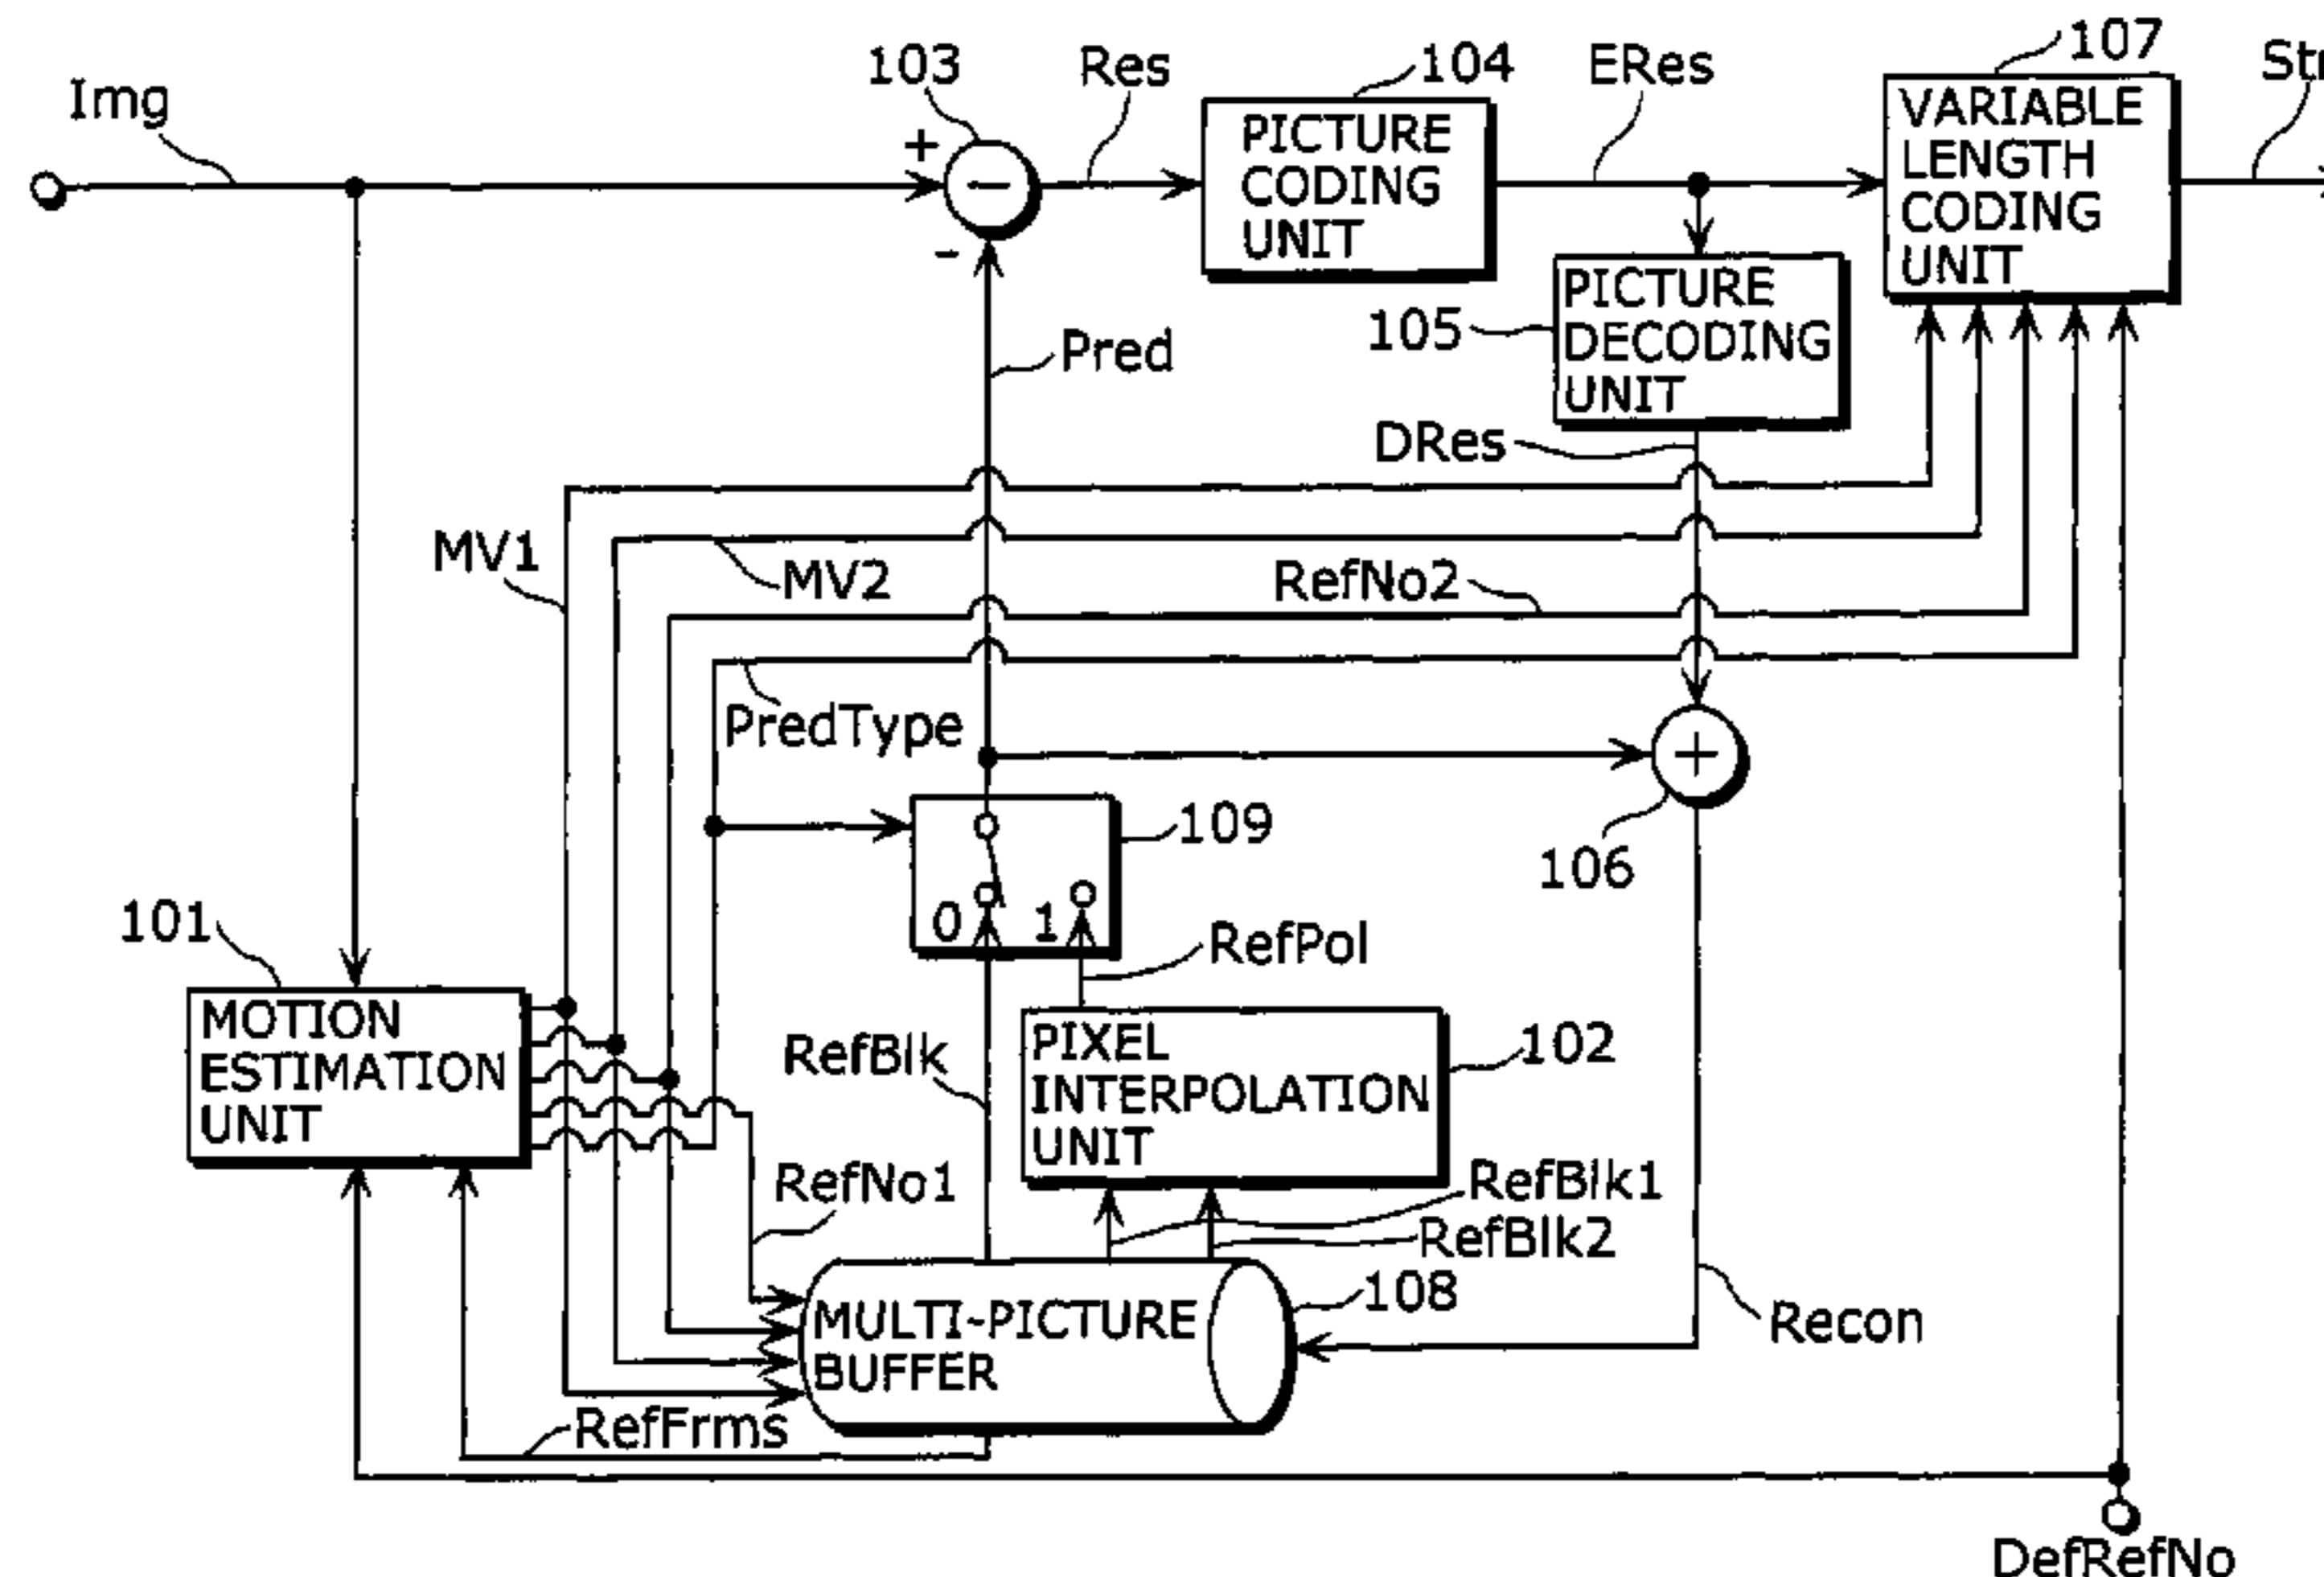 Img
103
+
-
Res
104
PICTURE
CODING
UNIT
ERes
107
VARIABLE
LENGTH
CODING
UNIT
Str
Pred
105
PICTURE
DECODING
UNIT
DRes
MV1
MV2
RefNo2
PredType
+
106
109
0 1
RefPol
101
MOTION
ESTIMATION
UNIT
RefBlk
PIXEL
INTERPOLATION
UNIT
102
RefNo1
RefBlk1
RefBlk2
108
MULTI-PICTURE
BUFFER
Recon
RefFrms
DefRefNo